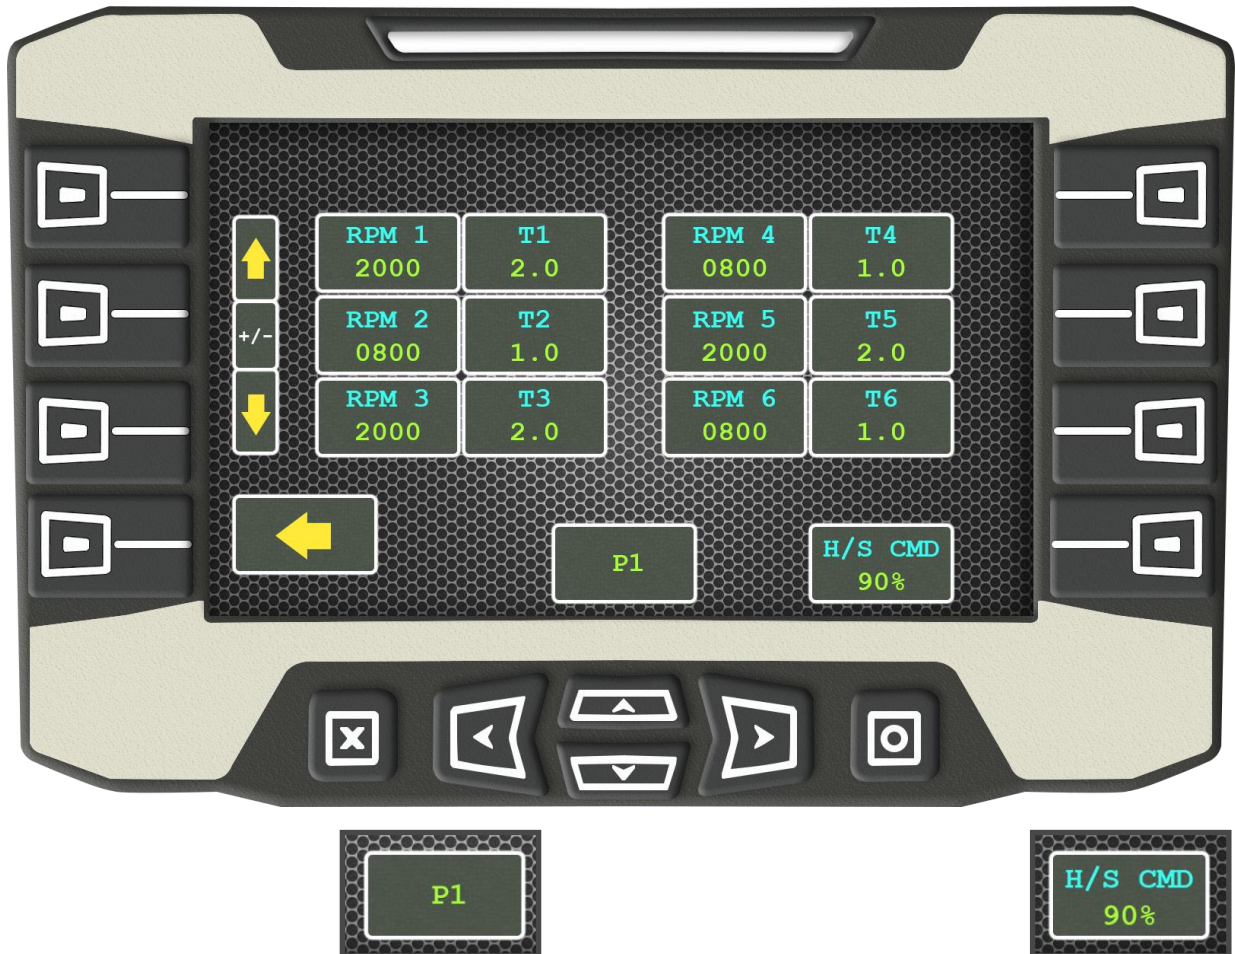 RPM 1 T1 RPM 4 T4
2000 2.0 0800 1.0
+/-
RPM 2 T2 RPM 5 T5
0800 1.0 2000 2.0
RPM 3 T3 RPM 6 T6
2000 2.0 0800 1.0
P1
H/S CMD
90%
P1
H/S CMD
90%